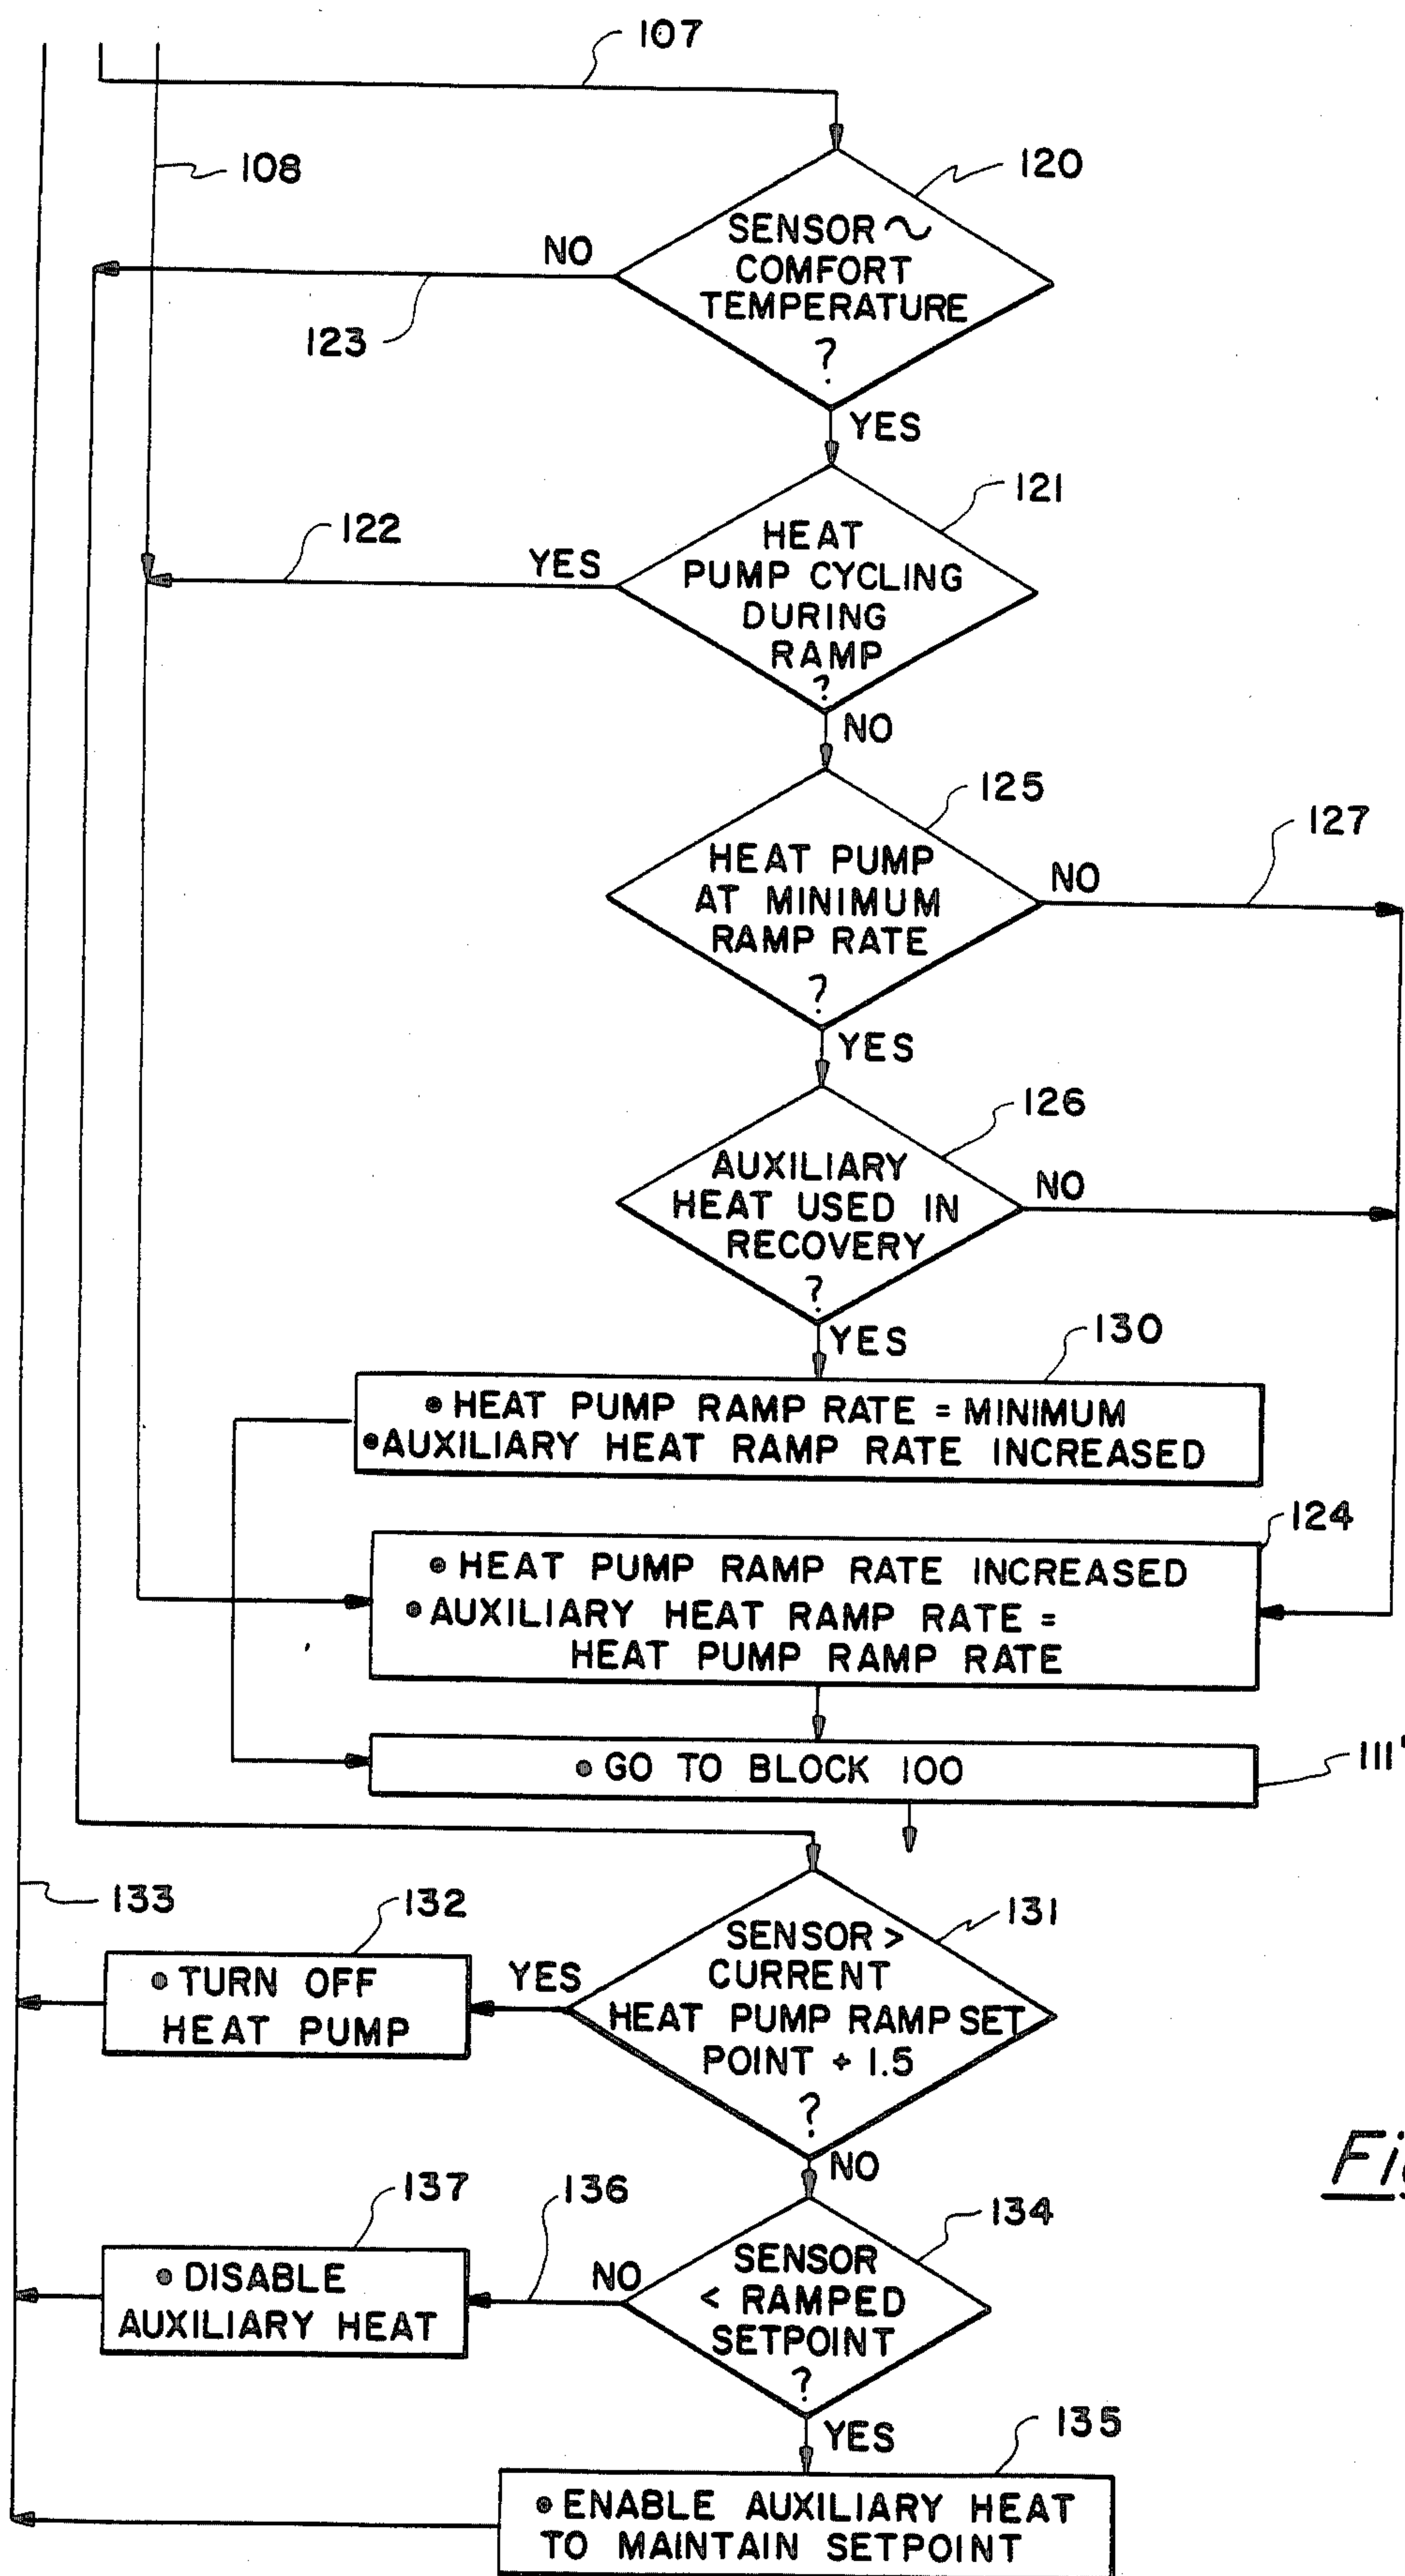 107
108
120
SENSOR ~
COMFORT
TEMPERATURE
?
NO
123
YES
121
122
HEAT
PUMP CYCLING
DURING
RAMP
?
YES
NO
125
127
HEAT PUMP
AT MINIMUM
RAMP RATE
?
NO
YES
126
AUXILIARY
HEAT USED IN
RECOVERY
?
NO
YES
130
• HEAT PUMP RAMP RATE = MINIMUM
• AUXILIARY HEAT RAMP RATE INCREASED
124
• HEAT PUMP RAMP RATE INCREASED
• AUXILIARY HEAT RAMP RATE =
HEAT PUMP RAMP RATE
• GO TO BLOCK 100
111'
133
132
131
SENSOR >
CURRENT
HEAT PUMP RAMP SET
POINT + 1.5
?
YES
• TURN OFF
HEAT PUMP
NO
137
136
134
SENSOR
< RAMPED
SETPOINT
?
NO
• DISABLE
AUXILIARY HEAT
YES
135
• ENABLE AUXILIARY HEAT
TO MAINTAIN SETPOINT